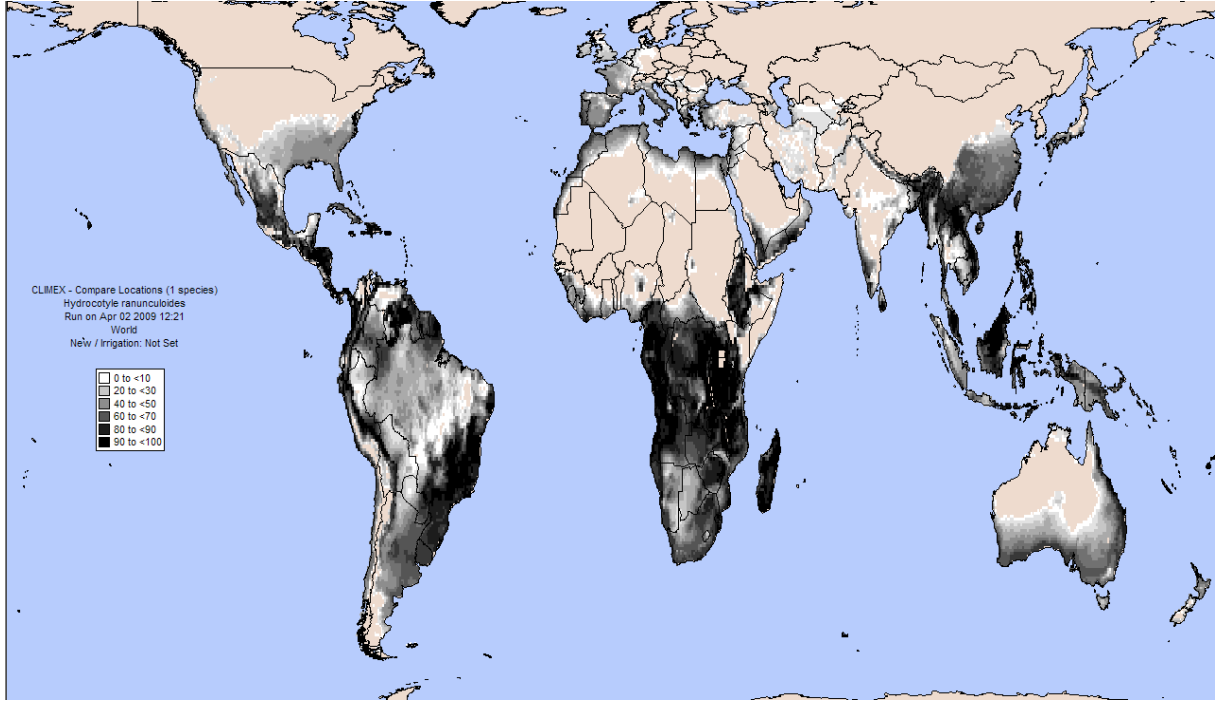 CLIMEX - Compare Locations (1 species)
Hydrocotyle ranunculoides
Run on Apr 02 2009 12:21
World
New / Irrigation: Not Set
0 to <10
20 to <30
40 to <50
60 to <70
80 to <90
90 to <100